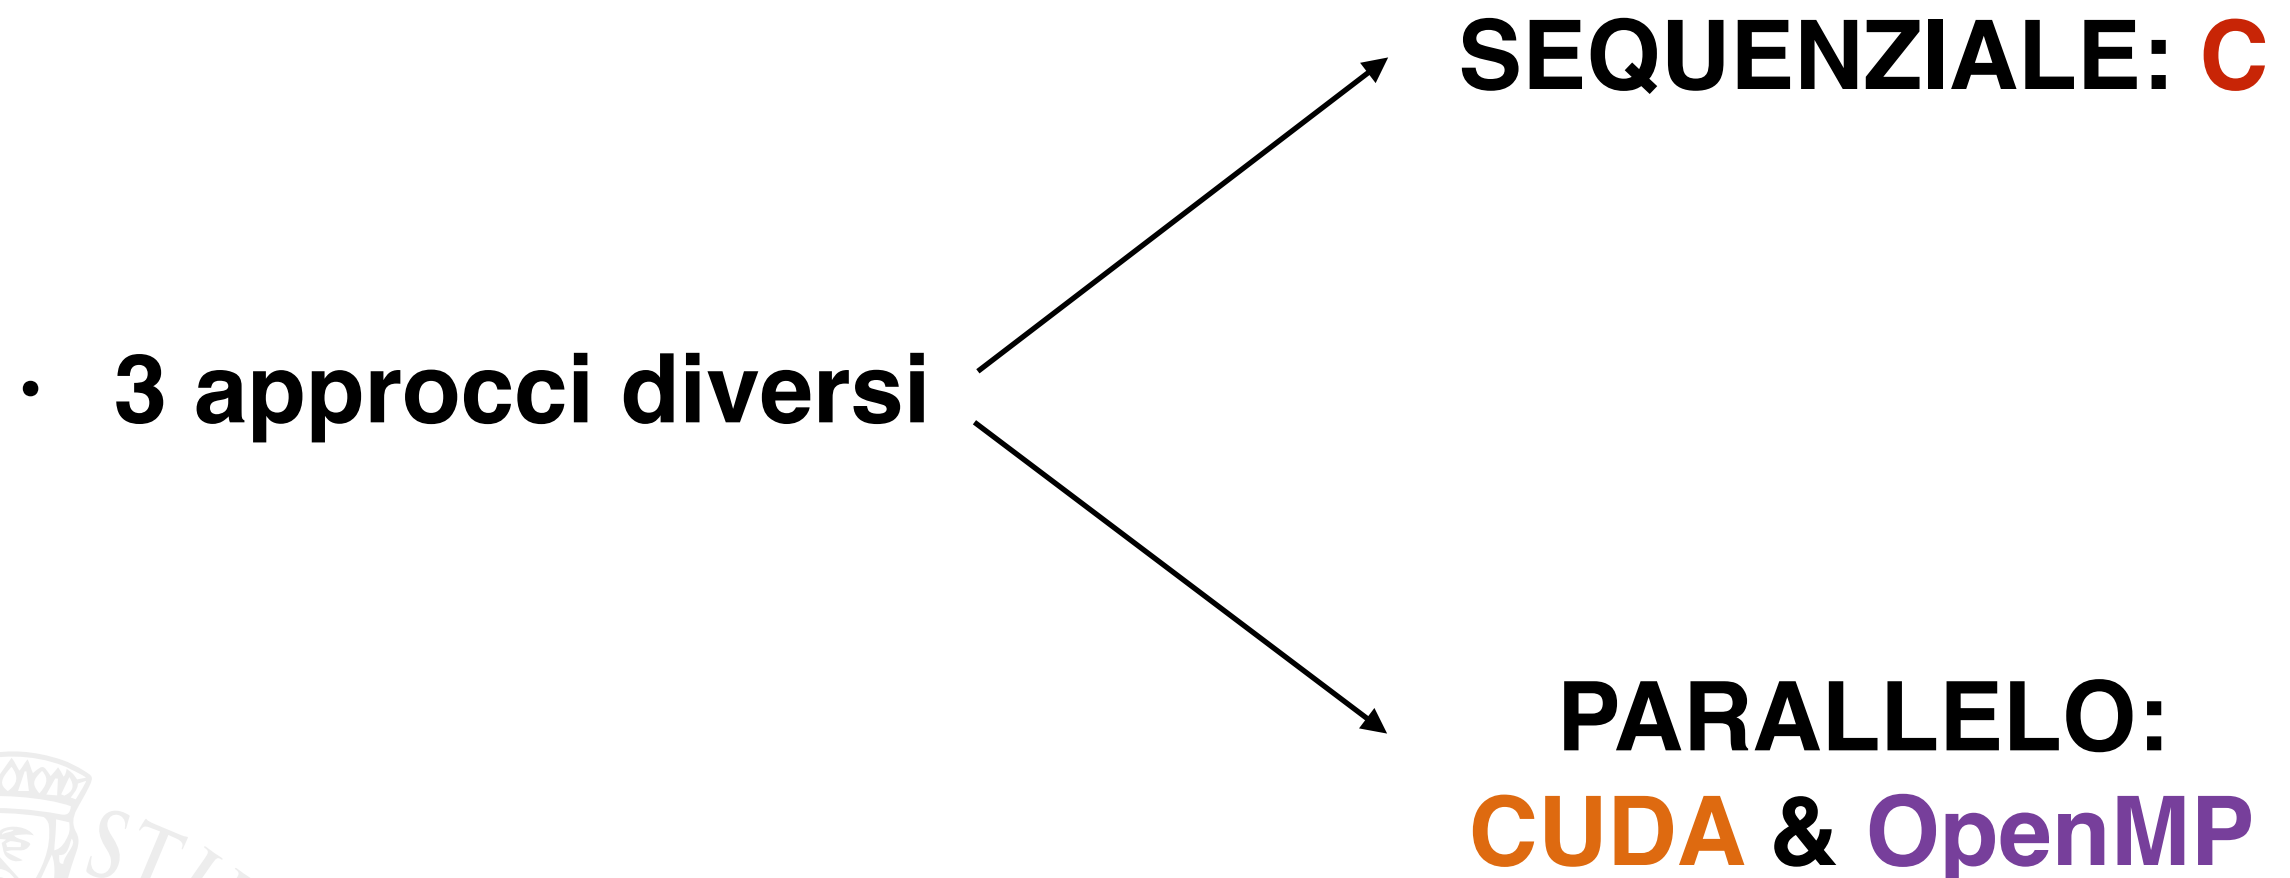 SEQUENZIALE: C
• 3 approcci diversi
PARALLELO:
CUDA & OpenMP